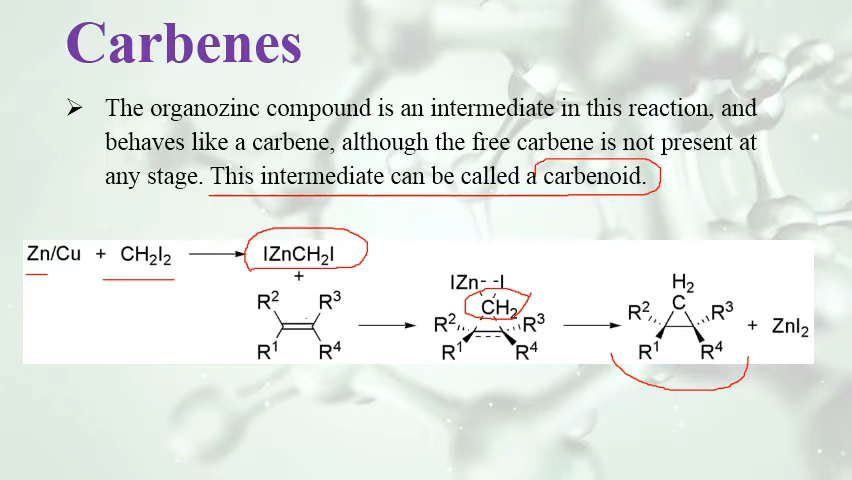 Carbenes
➢ The organozinc compound is an intermediate in this reaction, and
behaves like a carbene, although the free carbene is not present at
any stage. This intermediate can be called a carbenoid.
Zn/Cu + CH₂I₂ IZnCH₂I
+
R² R³
R¹ R⁴
IZn- -I
CH₂
R² R³
R¹ R⁴
H₂
C
R² R³
R¹ R⁴
+ ZnI₂